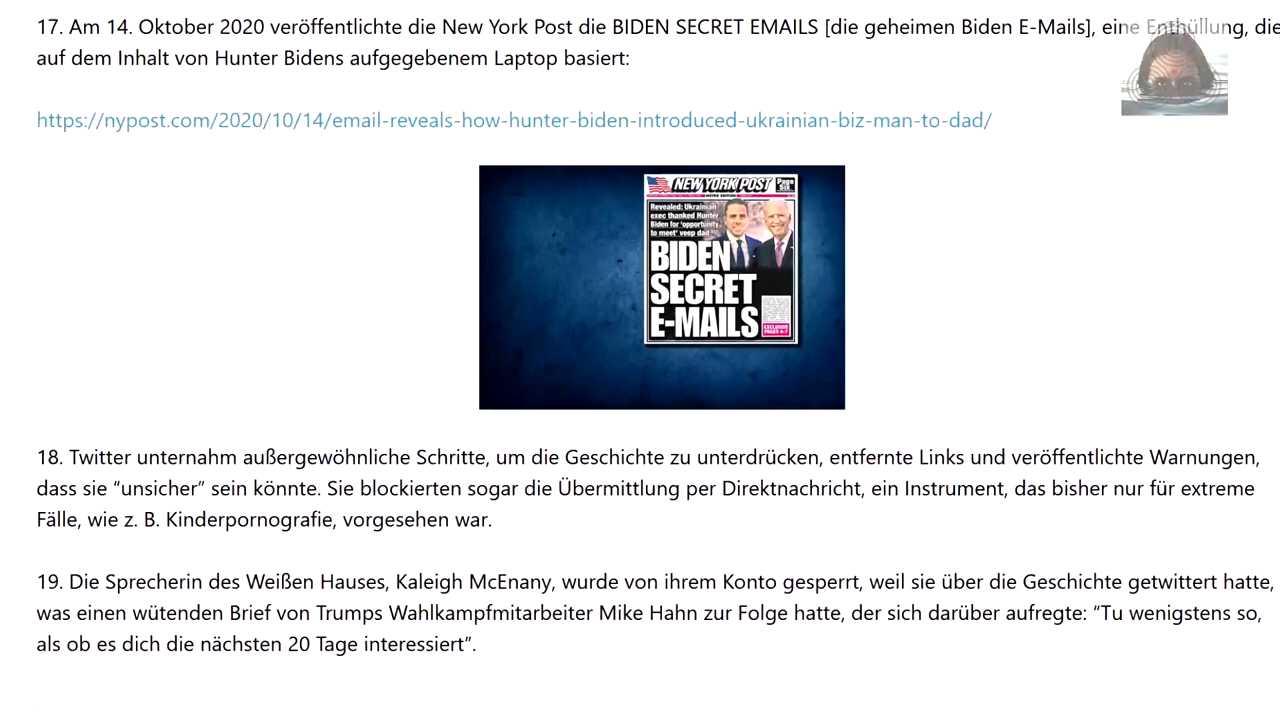 17. Am 14. Oktober 2020 veröffentlichte die New York Post die BIDEN SECRET EMAILS [die geheimen Biden E-Mails], eine Enthüllung, die
auf dem Inhalt von Hunter Bidens aufgegebenem Laptop basiert:
https://nypost.com/2020/10/14/email-reveals-how-hunter-biden-introduced-ukrainian-biz-man-to-dad/
NEW YORK POST
Page
Six
Revealed: Ukrainian
exec thanked Hunter
Biden for 'opportunity
to meet' veep dad
BIDEN
SECRET
E-MAILS
EXCLUSIVE
PAGES 4-7
18. Twitter unternahm außergewöhnliche Schritte, um die Geschichte zu unterdrücken, entfernte Links und veröffentlichte Warnungen,
dass sie “unsicher” sein könnte. Sie blockierten sogar die Übermittlung per Direktnachricht, ein Instrument, das bisher nur für extreme
Fälle, wie z. B. Kinderpornografie, vorgesehen war.
19. Die Sprecherin des Weißen Hauses, Kaleigh McEnany, wurde von ihrem Konto gesperrt, weil sie über die Geschichte getwittert hatte,
was einen wütenden Brief von Trumps Wahlkampfmitarbeiter Mike Hahn zur Folge hatte, der sich darüber aufregte: “Tu wenigstens so,
als ob es dich die nächsten 20 Tage interessiert”.